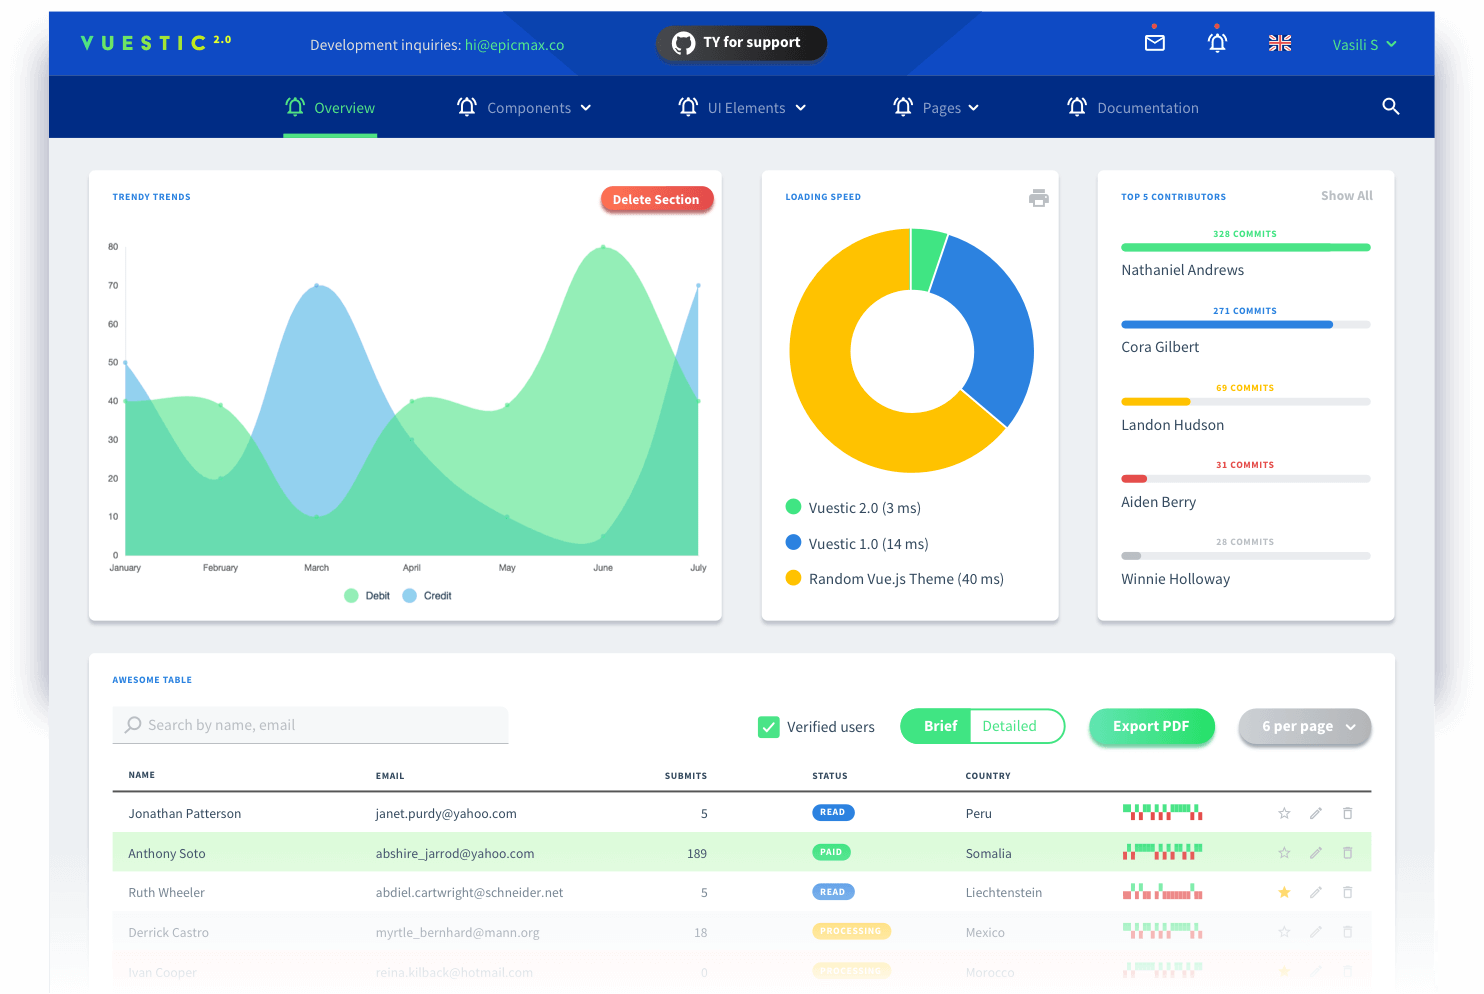 VUESTIC 2.0
Development inquiries: hi@epicmax.co
TY for support
Vasili S
Overview
Components
UI Elements
Pages
Documentation
TRENDY TRENDS
Delete Section
80
70
60
50
40
30
20
10
0
January February March April May June July
Debit Credit
LOADING SPEED
Vuestic 2.0 (3 ms)
Vuestic 1.0 (14 ms)
Random Vue.js Theme (40 ms)
TOP 5 CONTRIBUTORS
Show All
328 COMMITS
Nathaniel Andrews
271 COMMITS
Cora Gilbert
69 COMMITS
Landon Hudson
31 COMMITS
Aiden Berry
28 COMMITS
Winnie Holloway
AWESOME TABLE
Search by name, email
Verified users
Brief Detailed
Export PDF
6 per page
NAME EMAIL SUBMITS STATUS COUNTRY
Jonathan Patterson janet.purdy@yahoo.com 5 READ Peru
Anthony Soto abshire_jarrod@yahoo.com 189 PAID Somalia
Ruth Wheeler abdiel.cartwright@schneider.net 5 READ Liechtenstein
Derrick Castro myrtle_bernhard@mann.org 18 PROCESSING Mexico
Ivan Cooper reina.kilback@hotmail.com 0 PROCESSING Morocco